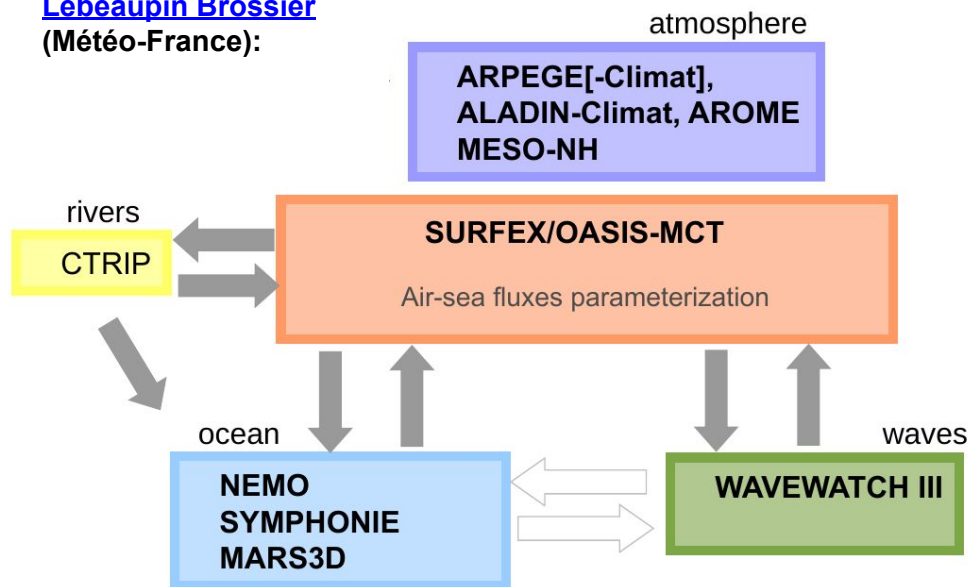 Lebeaupin Brossier
(Météo-France):
atmosphere
ARPEGE[-Climat],
ALADIN-Climat, AROME
MESO-NH
rivers
CTRIP
SURFEX/OASIS-MCT
Air-sea fluxes parameterization
ocean
NEMO
SYMPHONIE
MARS3D
waves
WAVEWATCH III